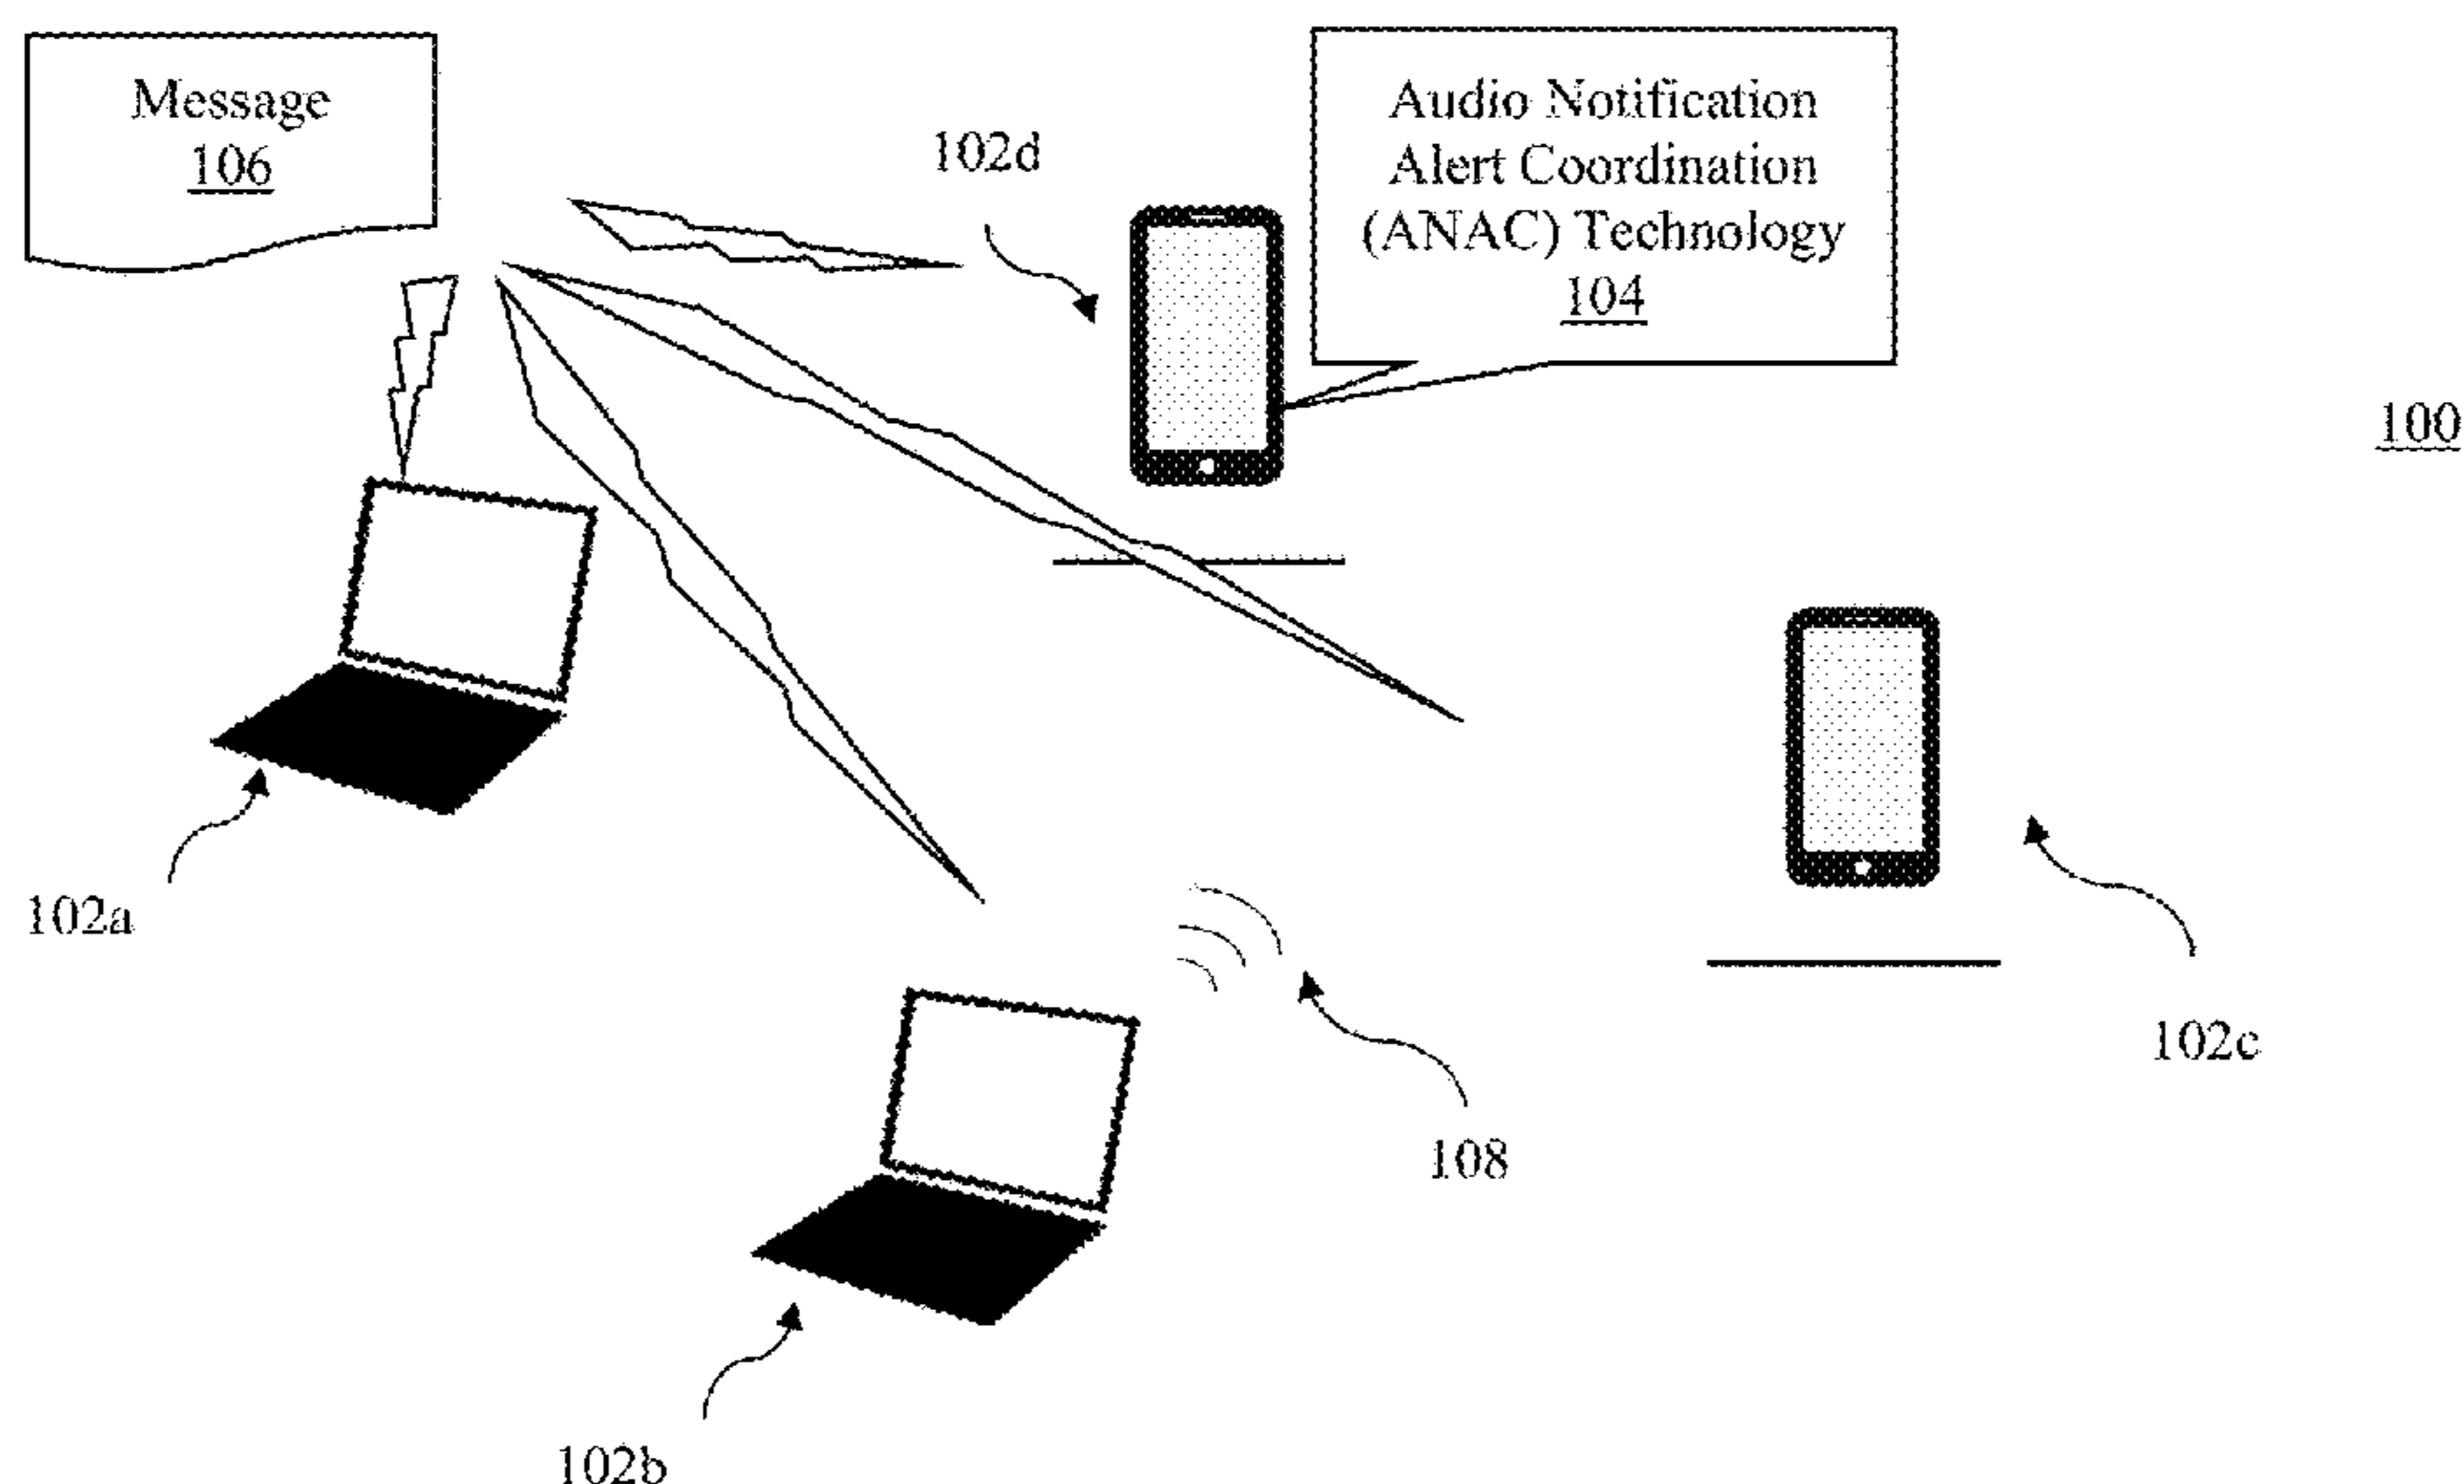 Message
106
102d
Audio Notification
Alert Coordination
(ANAC) Technology
104
100
102a
102c
108
102b